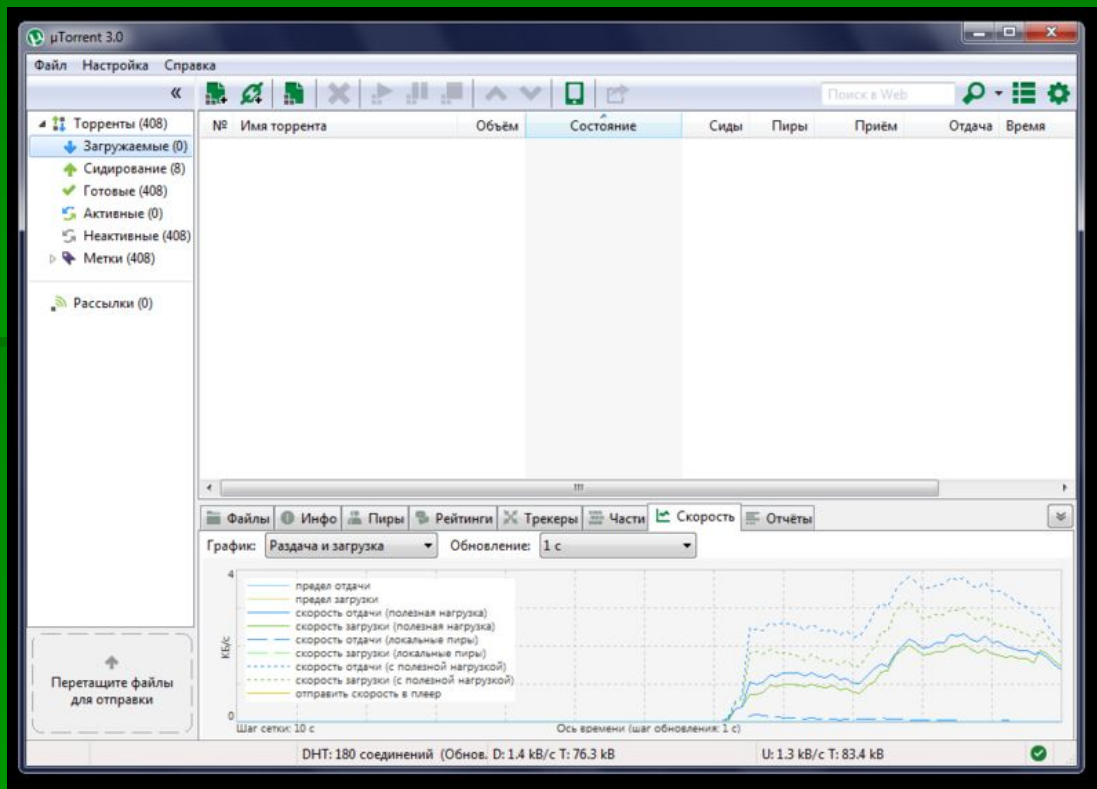 µTorrent 3.0
Файл Настройка Справка
«
Поиск в Web
Торренты (408)
Загружаемые (0)
Сидирование (8)
Готовые (408)
Активные (0)
Неактивные (408)
Метки (408)
Рассылки (0)
Перетащите файлы
для отправки
№ Имя торрента Объём Состояние Сиды Пиры Приём Отдача Время
Файлы Инфо Пиры Рейтинги Трекеры Части Скорость Отчёты
График: Раздача и загрузка Обновление: 1 с
4
КБ/с
0
предел отдачи
предел загрузки
скорость отдачи (полезная нагрузка)
скорость загрузки (полезная нагрузка)
скорость отдачи (локальные пиры)
скорость загрузки (локальные пиры)
скорость отдачи (с полезной нагрузкой)
скорость загрузки (с полезной нагрузкой)
отправить скорость в плеер
Шаг сетки: 10 с Ось времени (шаг обновления: 1 с)
DHT: 180 соединений (Обнов. D: 1.4 kB/с T: 76.3 kB U: 1.3 kB/с T: 83.4 kB